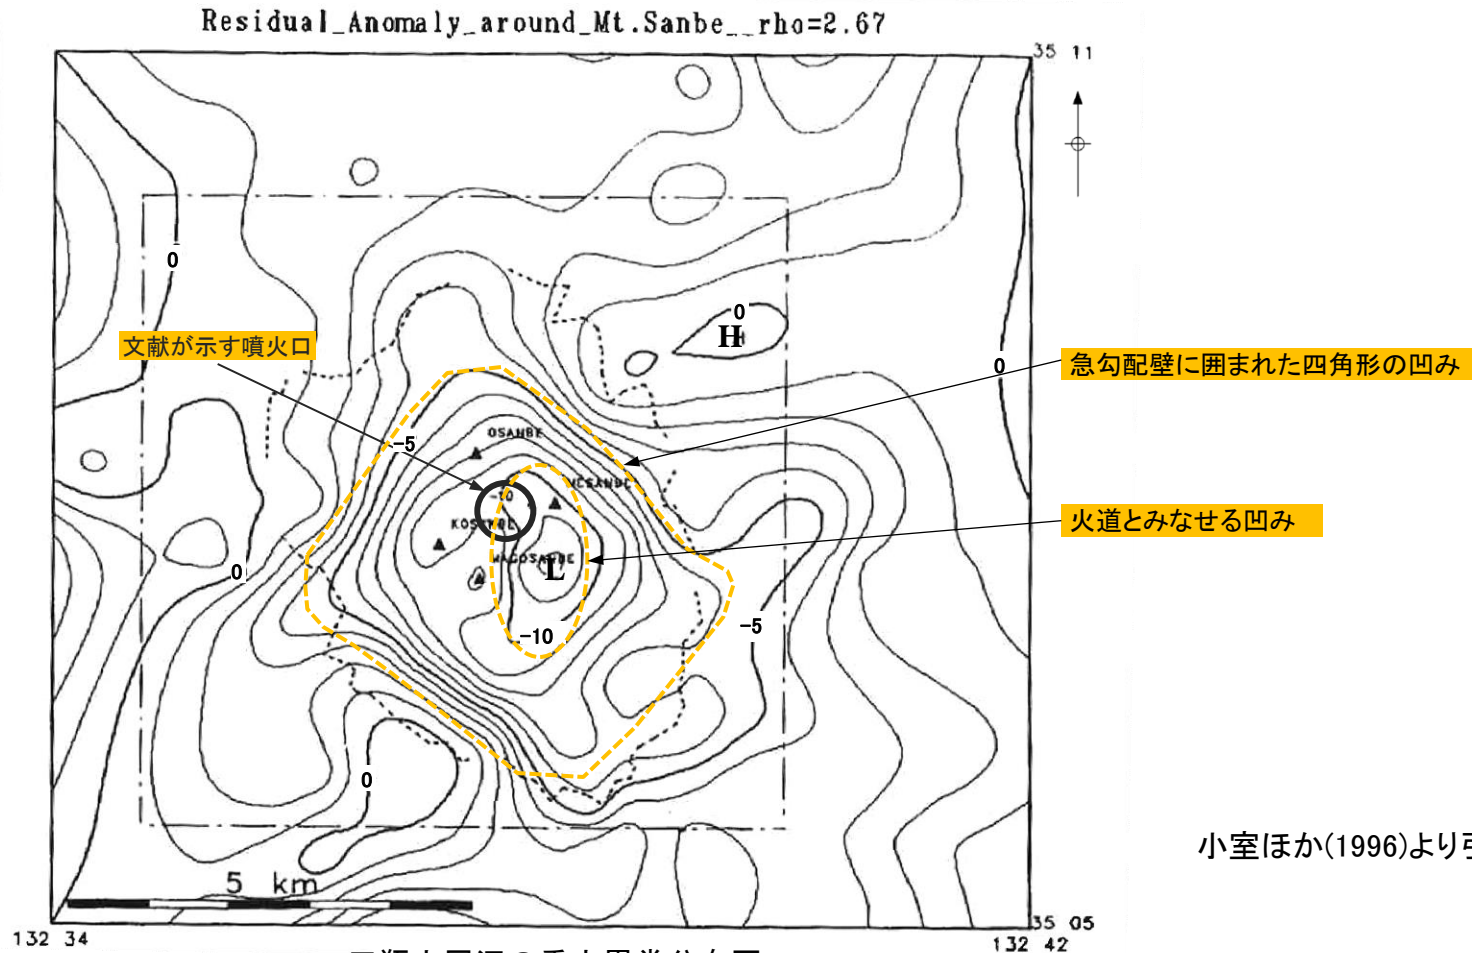 Residual_Anomaly_around_Mt.Sanbe__rho=2.67
35 11
0
文献が示す噴火口
0
H
0
急勾配壁に囲まれた四角形の凹み
-5
OSANBE
-10
火道とみなせる凹み
L
0
-10
-5
0
小室ほか(1996)より
5 km
35 05
132 34
132 42